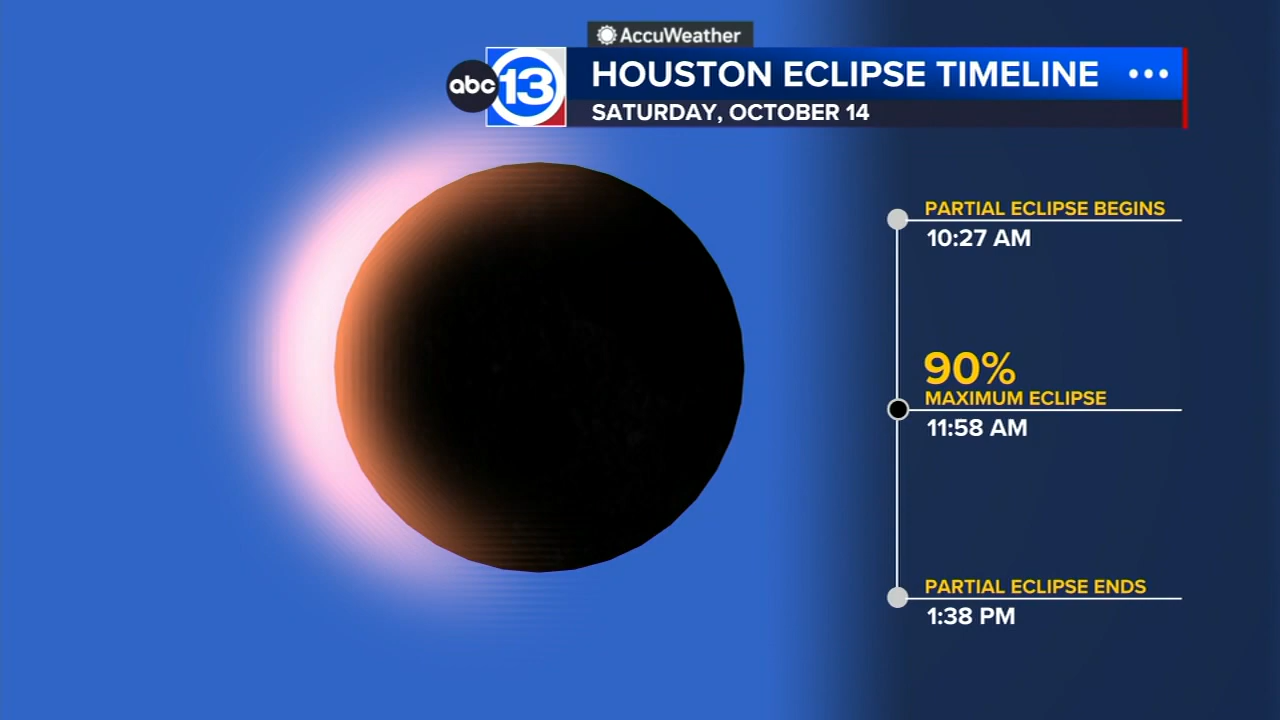 AccuWeather
abc 13
HOUSTON ECLIPSE TIMELINE
SATURDAY, OCTOBER 14
PARTIAL ECLIPSE BEGINS
10:27 AM
90%
MAXIMUM ECLIPSE
11:58 AM
PARTIAL ECLIPSE ENDS
1:38 PM